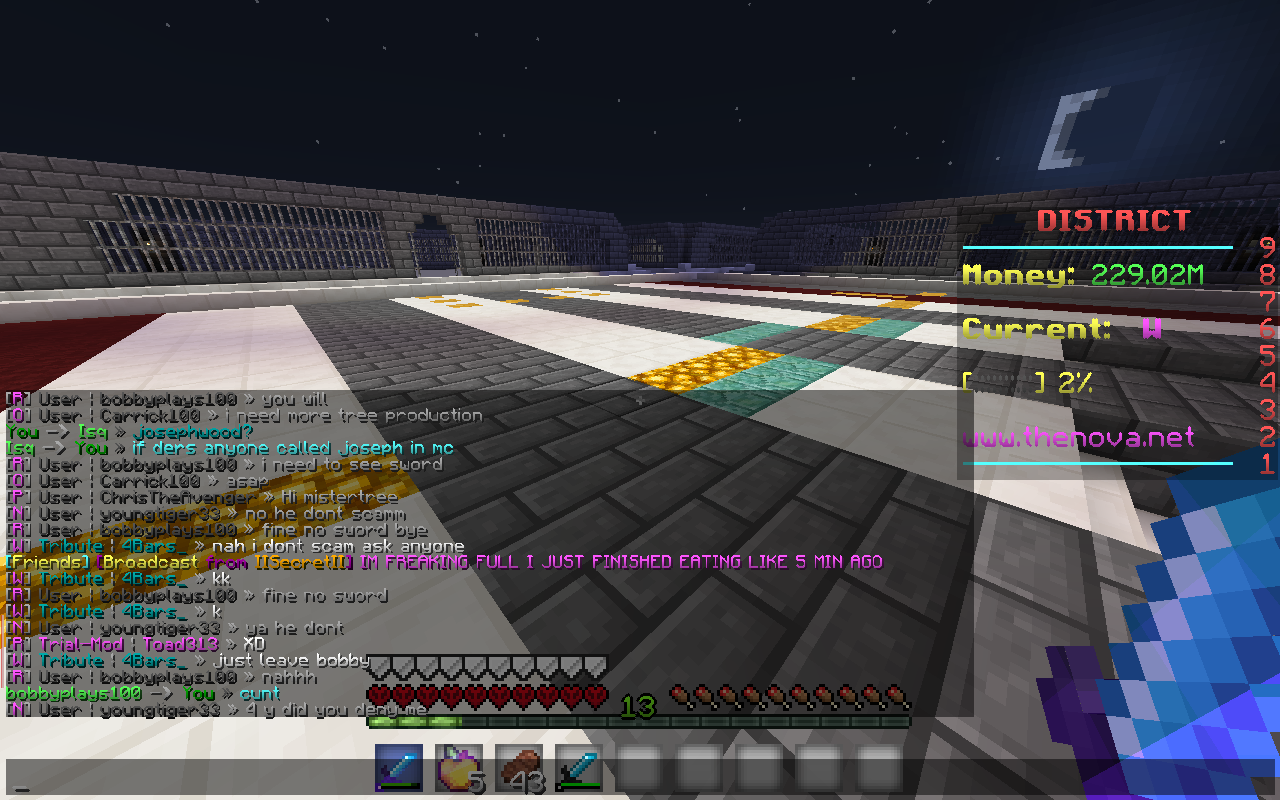 DISTRICT
9
Money: 229.02M
8
7
Current: W
6
5
[ ] 2%
4
3
www.thenova.net
2
1
[R] User | bobbyplays100 » you will
[O] User | Carrick100 » i need more tree production
You -> Isq » josephwood?
Isq -> You » if ders anyone called joseph in mc
[R] User | bobbyplays100 » i need to see sword
[O] User | Carrick100 » asap
[P] User | ChrisTheAvenger » Hi mistertree
[N] User | youngtiger33 » no he dont scamm
[R] User | bobbyplays100 » fine no sword bye
[W] Tribute | 4Bars_ » nah i dont scam ask anyone
[Friends] [Broadcast from IISecretII] IM FREAKING FULL I JUST FINISHED EATING LIKE 5 MIN AGO
[W] Tribute | 4Bars_ » kk
[R] User | bobbyplays100 » fine no sword
[W] Tribute | 4Bars_ » k
[N] User | youngtiger33 » ya he dont
[R] Trial-Mod | Toad313 » XD
[W] Tribute | 4Bars_ » just leave bobby
[R] User | bobbyplays100 » nahhh
bobbyplays100 -> You » cunt
[N] User | youngtiger33 » 4 y did you deny me
13
5
43
_